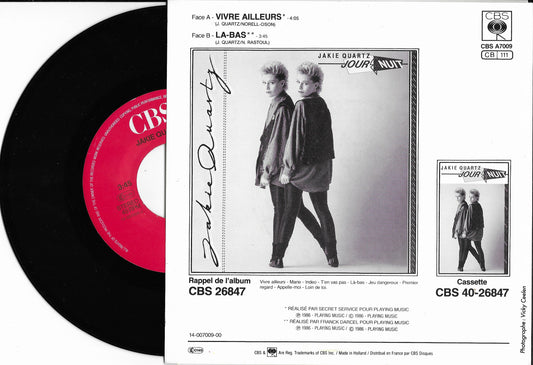 Face A - VIVRE AILLEURS* - 4:05
(J. QUARTZ/NORELL-OSON)
Face B - LA-BAS** - 3:45
(J. QUARTZ/N. RASTOUL)
CBS
CBS A7009
CB 111
JAKIE QUARTZ
JOUR NUIT
Jakie Quartz
CBS
JAKIE QUA
JAKIE QUARTZ
JOUR NUIT
Rappel de l'album
CBS 26847
Vivre ailleurs - Marie - Indeo - T'en vas pas - Là-bas - Jeu dangereux - Premier
regard - Appelle-moi - Loin de ós.
Cassette
CBS 40-26847
* RÉALISÉ PAR SECRET SERVICE POUR PLAYING MUSIC
℗ 1986 - PLAYING MUSIC / © 1986 - PLAYING MUSIC
** RÉALISÉ PAR FRANCK DARCEL POUR PLAYING MUSIC
℗ 1986 - PLAYING MUSIC / © 1986 - PLAYING MUSIC
14-007009-00
CBS & Are Reg. Trademarks of CBS Inc. / Made in Holland / Distribué en France par CBS Disques
Photographe : Vicky Ceelen